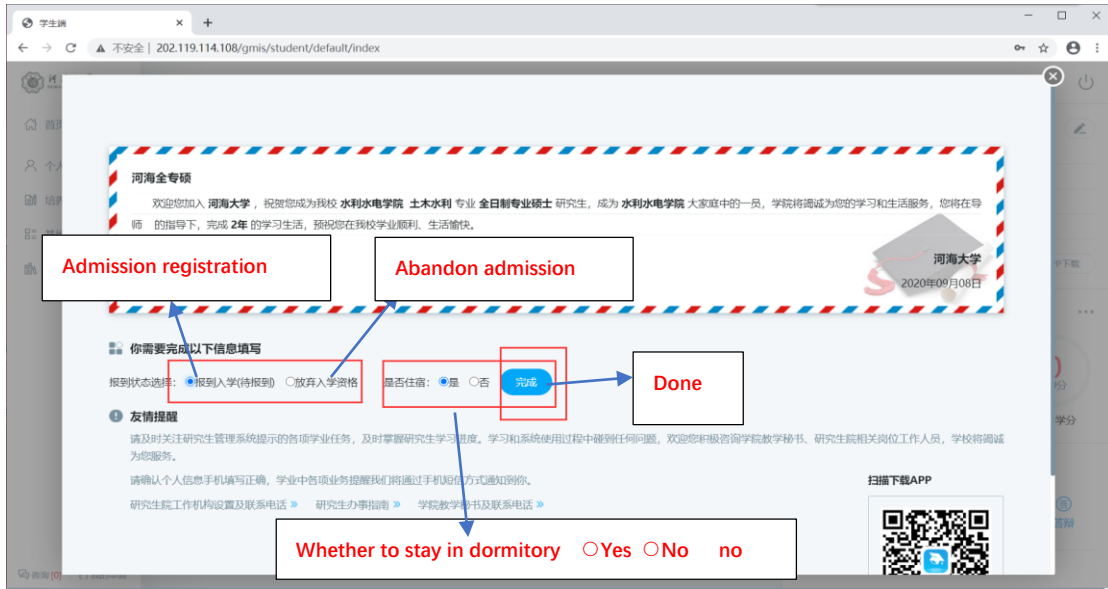 学生端
不安全 | 202.119.114.108/gmis/student/default/index
首页
个人
培养
河海全专硕
欢迎您加入 河海大学 ，祝贺您成为我校 水利水电学院 土木水利 专业 全日制专业硕士 研究生，成为 水利水电学院 大家庭中的一员，学院将竭诚为您的学习和生活服务，您将在导
师 的指导下，完成 2年 的学习生活，预祝您在我校学业顺利、生活愉快。
Admission registration
Abandon admission
河海大学
2020年09月08日
P下载
你需要完成以下信息填写
报到状态选择： 报到入学(待报到) 放弃入学资格 是否住宿： 是 否 完成
Done
学分
友情提醒
请及时关注研究生管理系统提示的各项学业任务，及时掌握研究生学习进度。学习和系统使用过程中碰到任何问题，欢迎您积极咨询学院教学秘书、研究生院相关岗位工作人员，学校将竭诚
为您服务。
请确认个人信息手机填写正确，学业中各项业务提醒我们将通过手机短信方式通知到你。
扫描下载APP
研究生院工作机构设置及联系电话 » 研究生办事指南 » 学院教学秘书及联系电话 »
答辩
Whether to stay in dormitory ○Yes ○No no
咨询 [0]